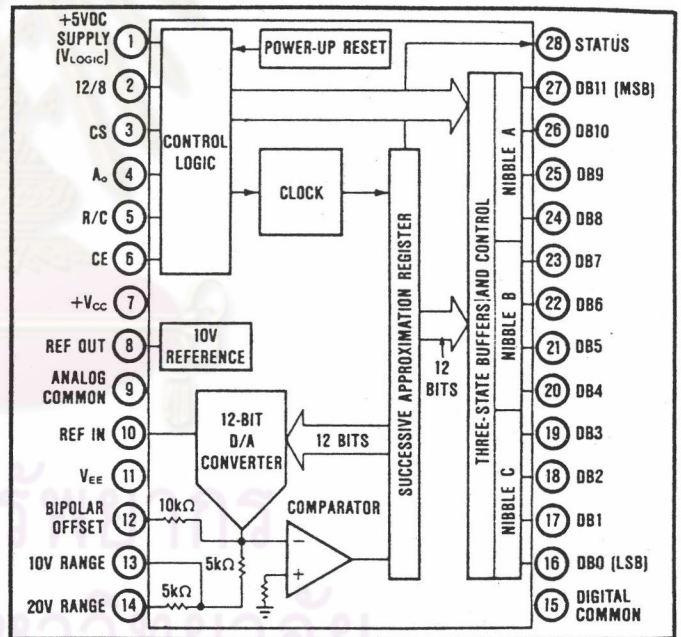 +5VDC
SUPPLY
(VLOGIC)
1
12/8
2
CS
3
Ao
4
R/C
5
CE
6
+Vcc
7
REF OUT
8
ANALOG
COMMON
9
REF IN
10
VEE
11
BIPOLAR
OFFSET
12
10V RANGE
13
20V RANGE
14
CONTROL
LOGIC
POWER-UP RESET
CLOCK
10V
REFERENCE
12-BIT
D/A
CONVERTER
12 BITS
10kΩ
5kΩ
5kΩ
COMPARATOR
−
+
SUCCESSIVE APPROXIMATION REGISTER
12
BITS
THREE-STATE BUFFERS AND CONTROL
NIBBLE A
NIBBLE B
NIBBLE C
28 STATUS
27 DB11 (MSB)
26 DB10
25 DB9
24 DB8
23 DB7
22 DB6
21 DB5
20 DB4
19 DB3
18 DB2
17 DB1
16 DB0 (LSB)
15 DIGITAL
COMMON